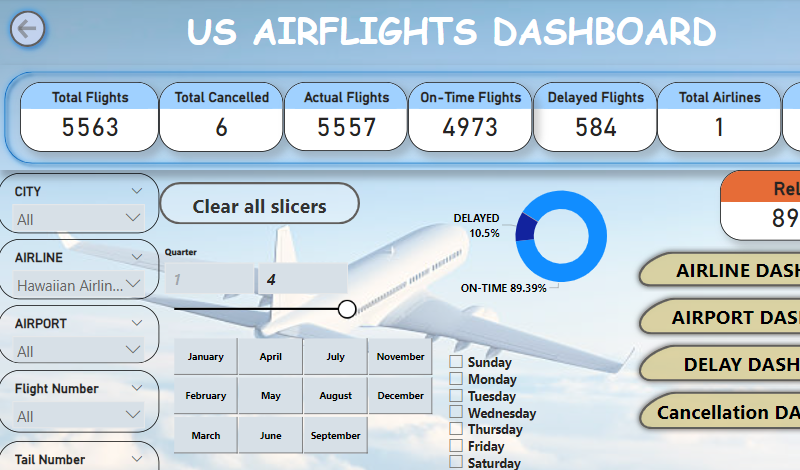 US AIRFLIGHTS DASHBOARD
Total Flights
5563
Total Cancelled
6
Actual Flights
5557
On-Time Flights
4973
Delayed Flights
584
Total Airlines
1
CITY
All
AIRLINE
Hawaiian Airlin...
AIRPORT
All
Flight Number
All
Tail Number
Clear all slicers
Quarter
1
4
January
April
July
November
February
May
August
December
March
June
September
DELAYED
10.5%
ON-TIME 89.39%
Sunday
Monday
Tuesday
Wednesday
Thursday
Friday
Saturday
Rel
89
AIRLINE DASH
AIRPORT DAS
DELAY DASH
Cancellation DA